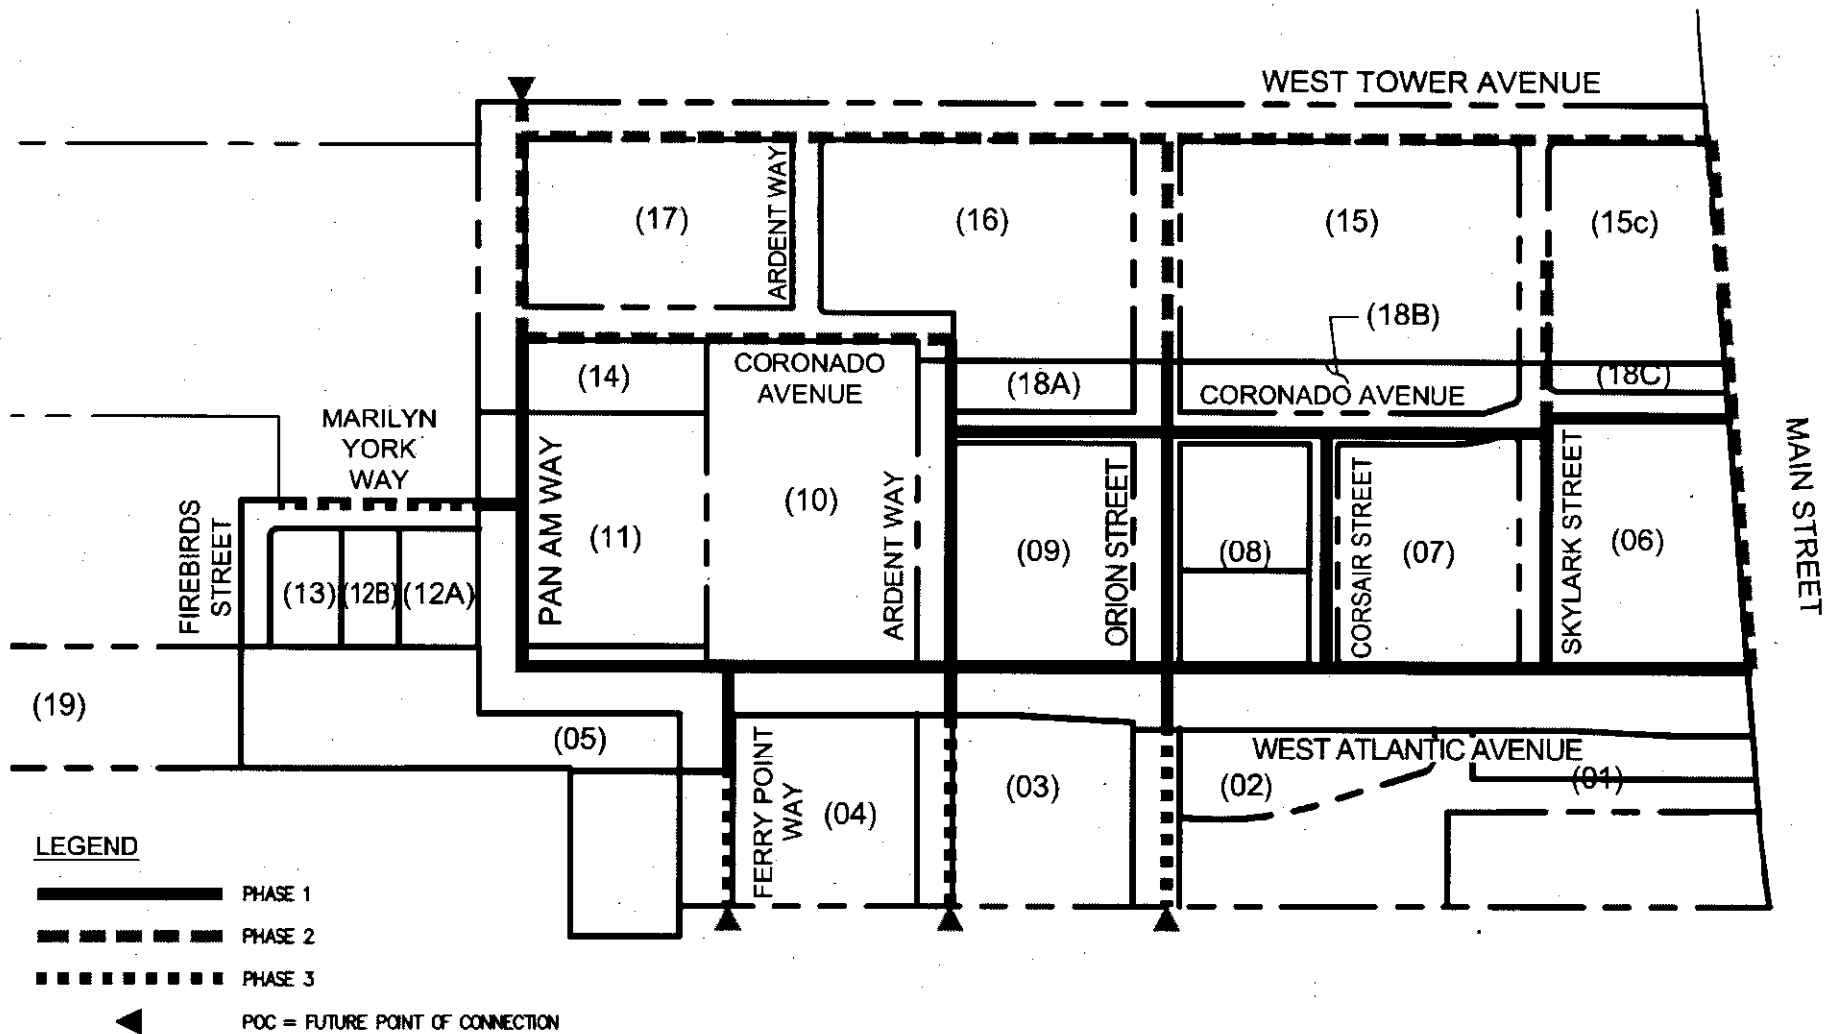 WEST TOWER AVENUE
(17)
ARDENT WAY
(16)
(15)
(15c)
(18B)
(14)
CORONADO
AVENUE
(18A)
CORONADO AVENUE
(18C)
MARILYN
YORK
WAY
FIREBIRDS
STREET
(13)
(12B)
(12A)
PAN AM WAY
(11)
(10)
ARDENT WAY
(09)
ORION STREET
(08)
CORSAIR STREET
(07)
SKYLARK STREET
(06)
MAIN STREET
(19)
(05)
FERRY POINT
WAY
(04)
(03)
(02)
WEST ATLANTIC AVENUE
(01)
LEGEND
PHASE 1
PHASE 2
PHASE 3
POC = FUTURE POINT OF CONNECTION